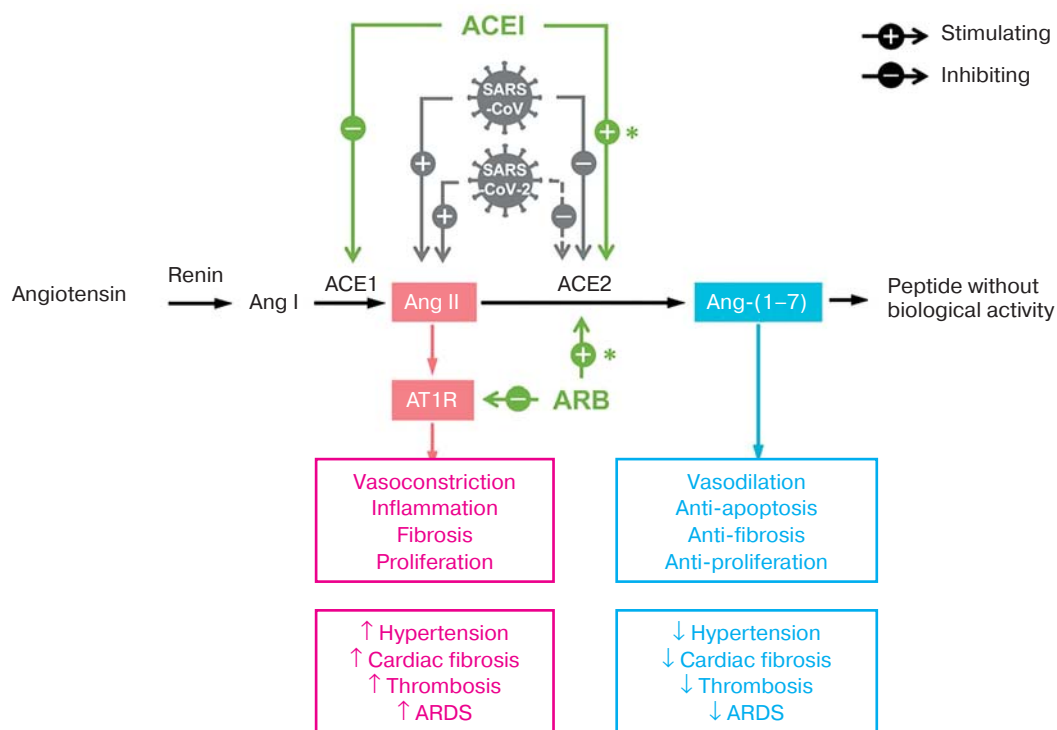 ACEI
+ Stimulating
− Inhibiting
SARS
-CoV
− + − + *
SARS
-CoV-2
+ −
Angiotensin
Renin
Ang I
ACE1
Ang II
ACE2
Ang-(1–7)
Peptide without
biological activity
+ *
AT1R
−
ARB
Vasoconstriction
Inflammation
Fibrosis
Proliferation
Vasodilation
Anti-apoptosis
Anti-fibrosis
Anti-proliferation
↑ Hypertension
↑ Cardiac fibrosis
↑ Thrombosis
↑ ARDS
↓ Hypertension
↓ Cardiac fibrosis
↓ Thrombosis
↓ ARDS